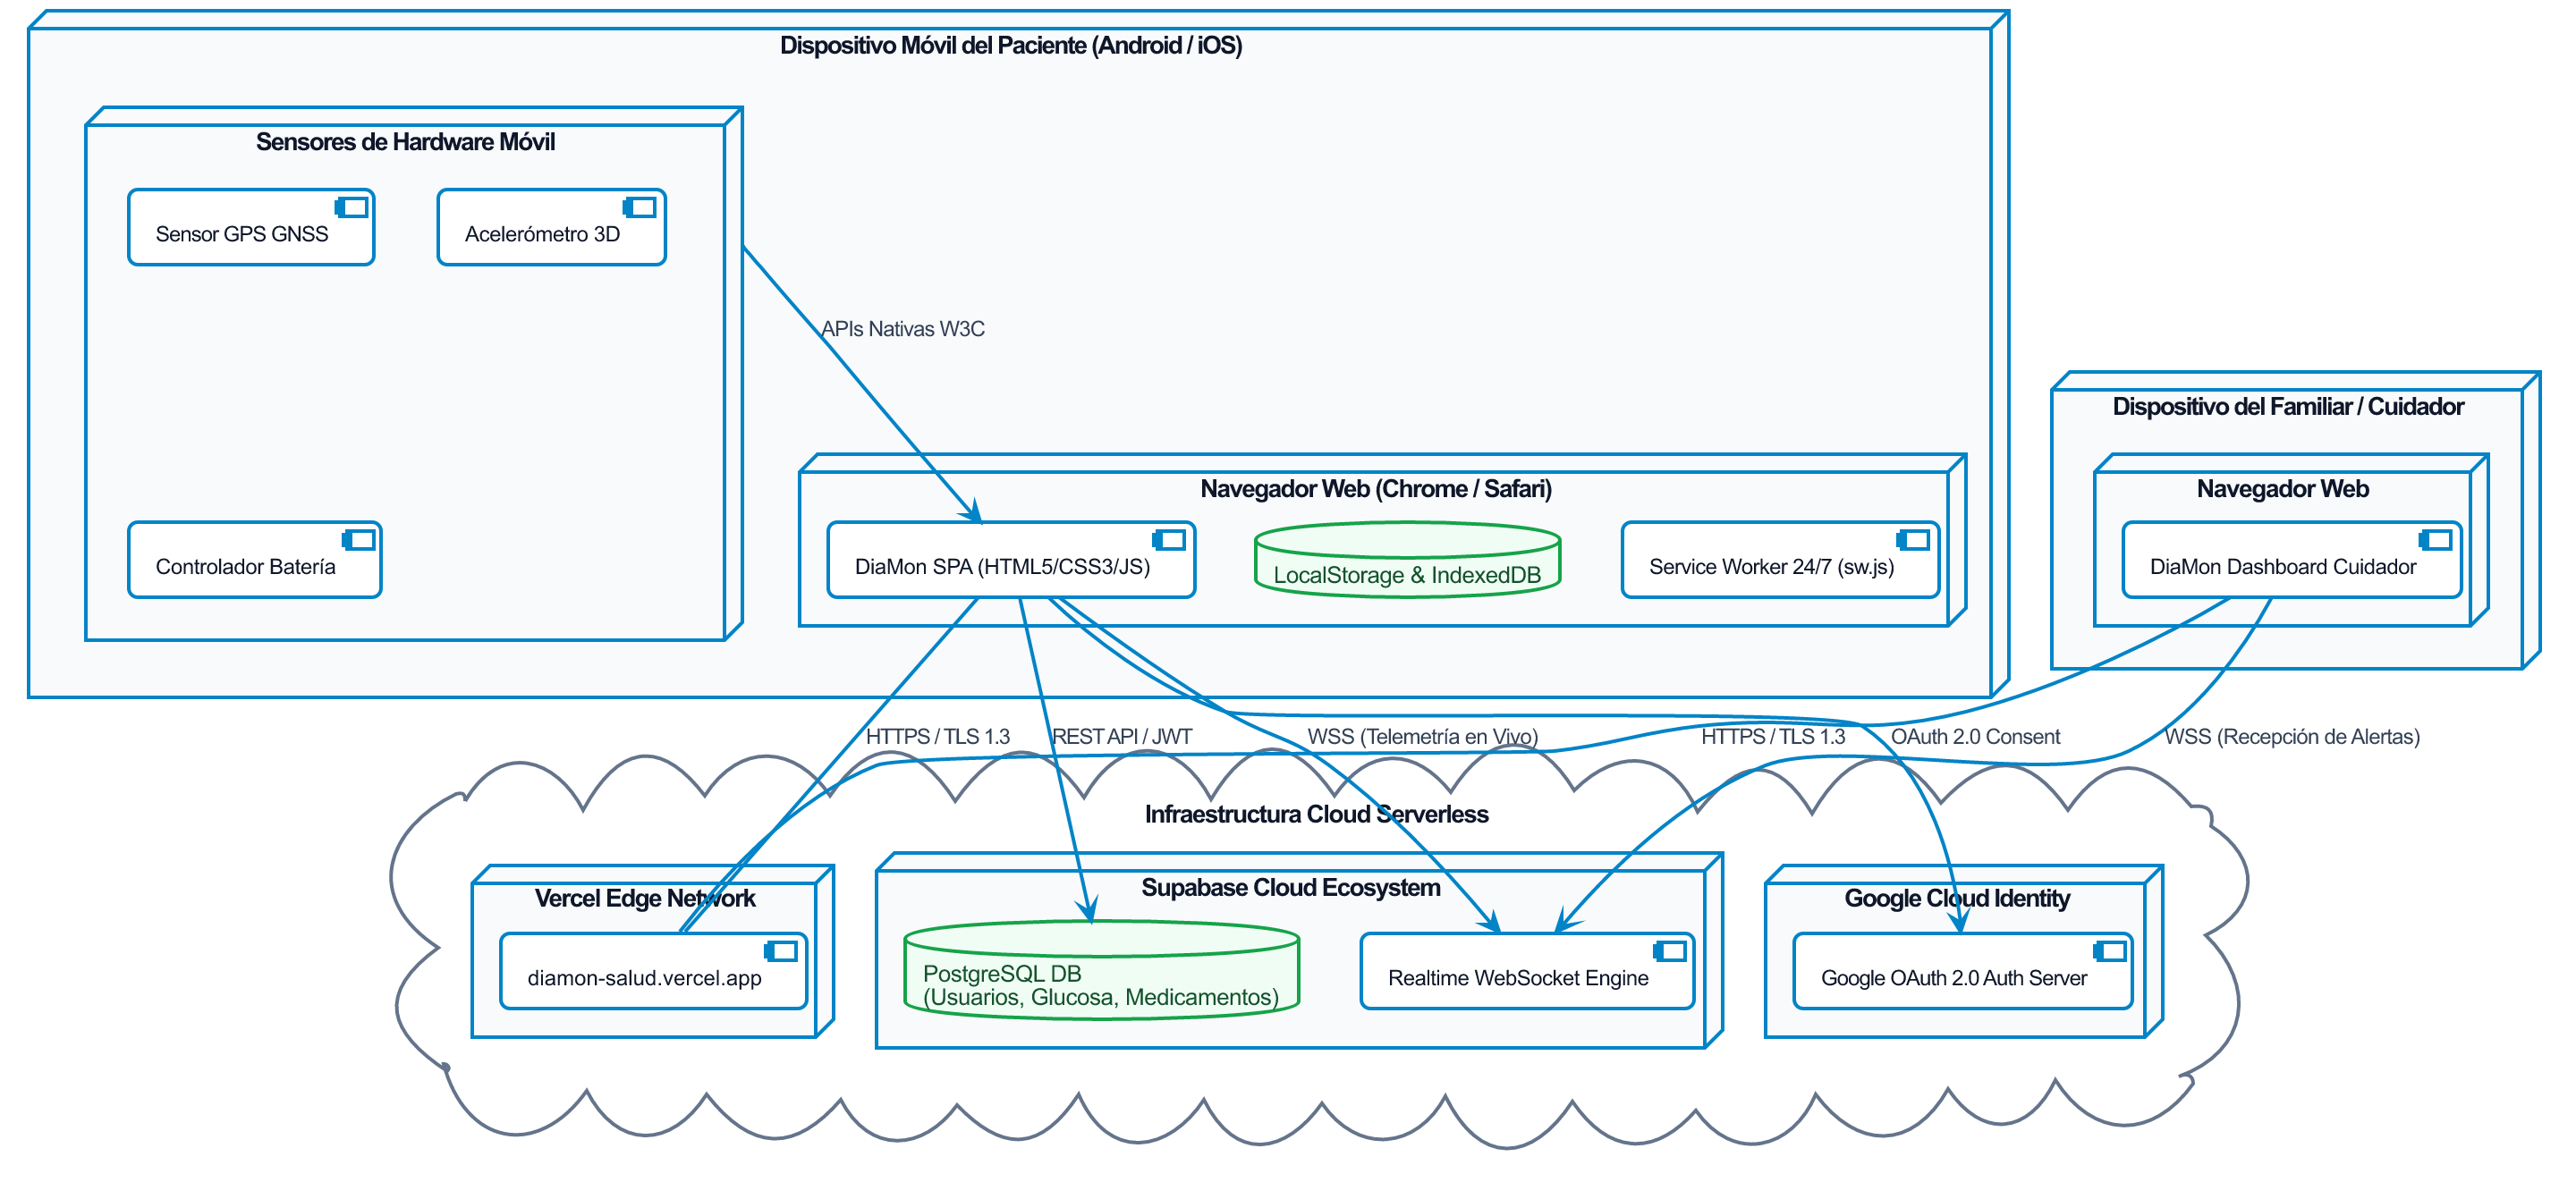 Dispositivo Móvil del Paciente (Android / iOS)
Sensores de Hardware Móvil
Sensor GPS GNSS
Acelerómetro 3D
APIs Nativas W3C
Dispositivo del Familiar / Cuidador
Navegador Web (Chrome / Safari)
Navegador Web
Controlador Batería
DiaMon SPA (HTML5/CSS3/JS)
LocalStorage & IndexedDB
Service Worker 24/7 (sw.js)
DiaMon Dashboard Cuidador
HTTPS / TLS 1.3
REST API / JWT
WSS (Telemetría en Vivo)
HTTPS / TLS 1.3
OAuth 2.0 Consent
WSS (Recepción de Alertas)
Infraestructura Cloud Serverless
Vercel Edge Network
Supabase Cloud Ecosystem
Google Cloud Identity
diamon-salud.vercel.app
PostgreSQL DB
(Usuarios, Glucosa, Medicamentos)
Realtime WebSocket Engine
Google OAuth 2.0 Auth Server